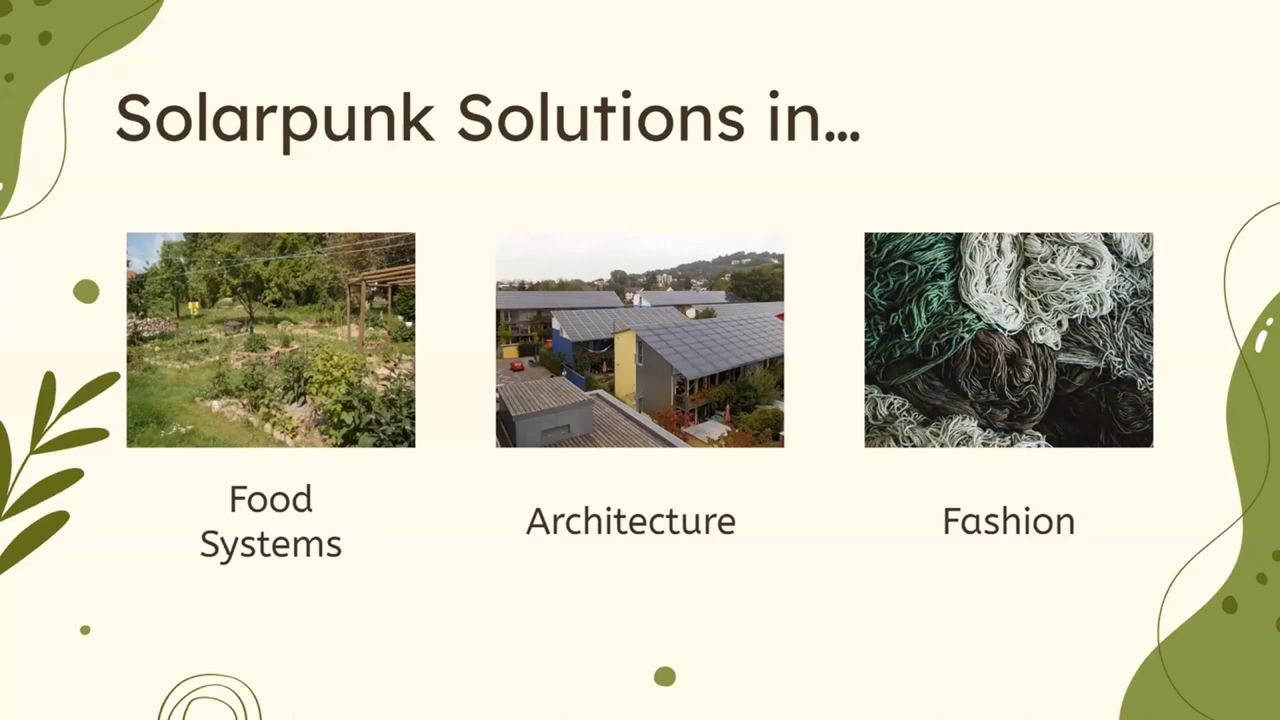 Solarpunk Solutions in…
Food
Systems
Architecture
Fashion